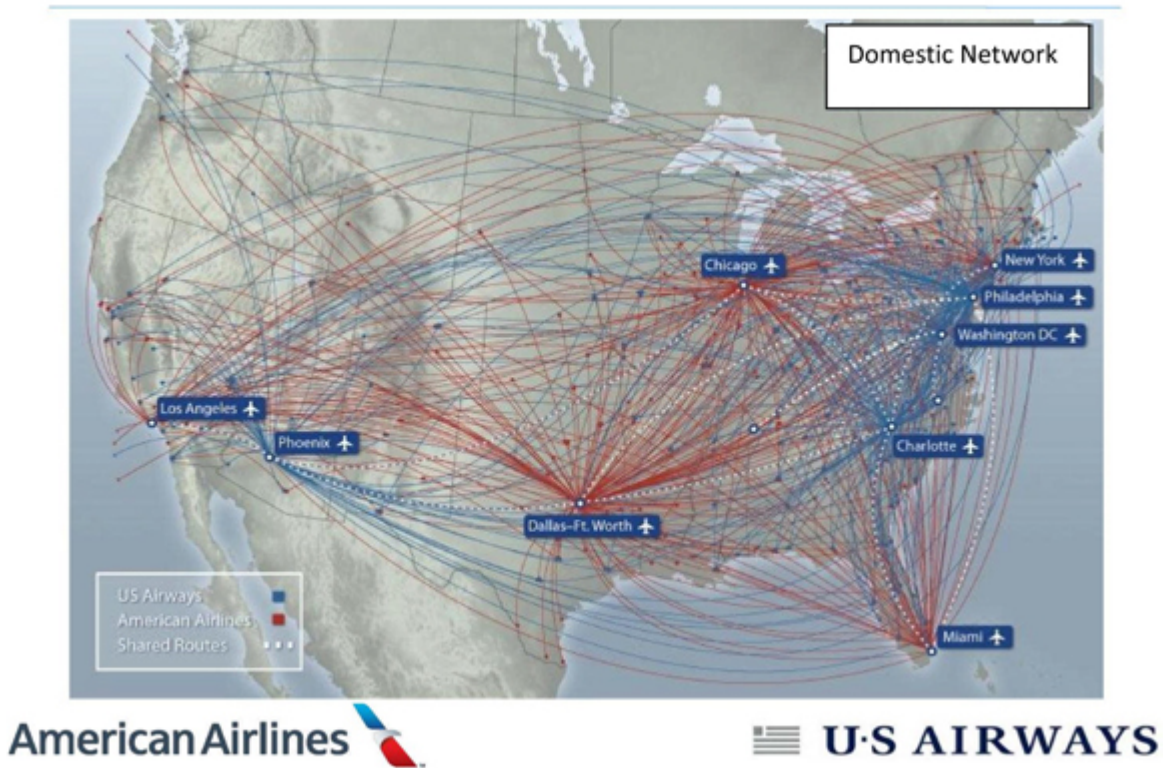 Domestic Network
New York
Chicago
Philadelphia
Washington DC
Los Angeles
Phoenix
Charlotte
Dallas-Ft. Worth
US Airways
American Airlines
Shared Routes
Miami
American Airlines
U·S AIRWAYS